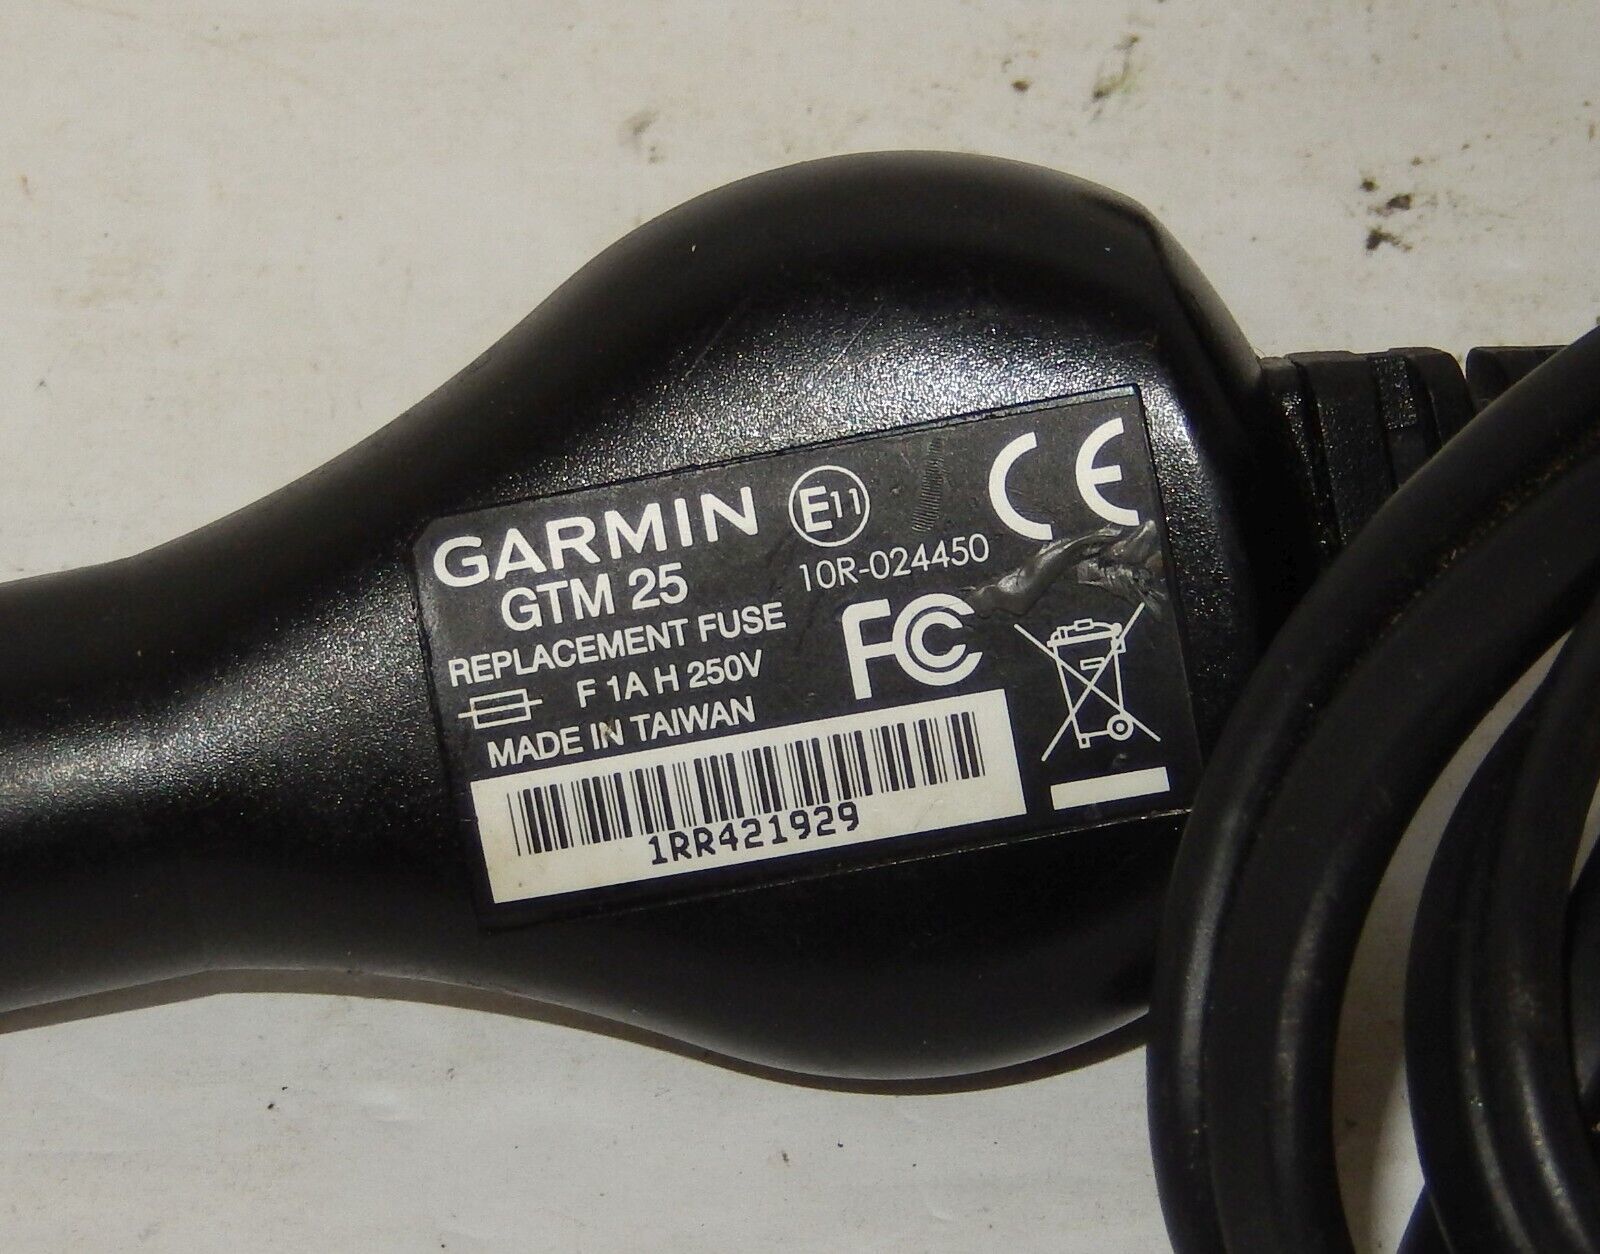 GARMIN E11 CE
GTM 25 10R-024450
REPLACEMENT FUSE FC
F 1A H 250V
MADE IN TAIWAN
1RR421929